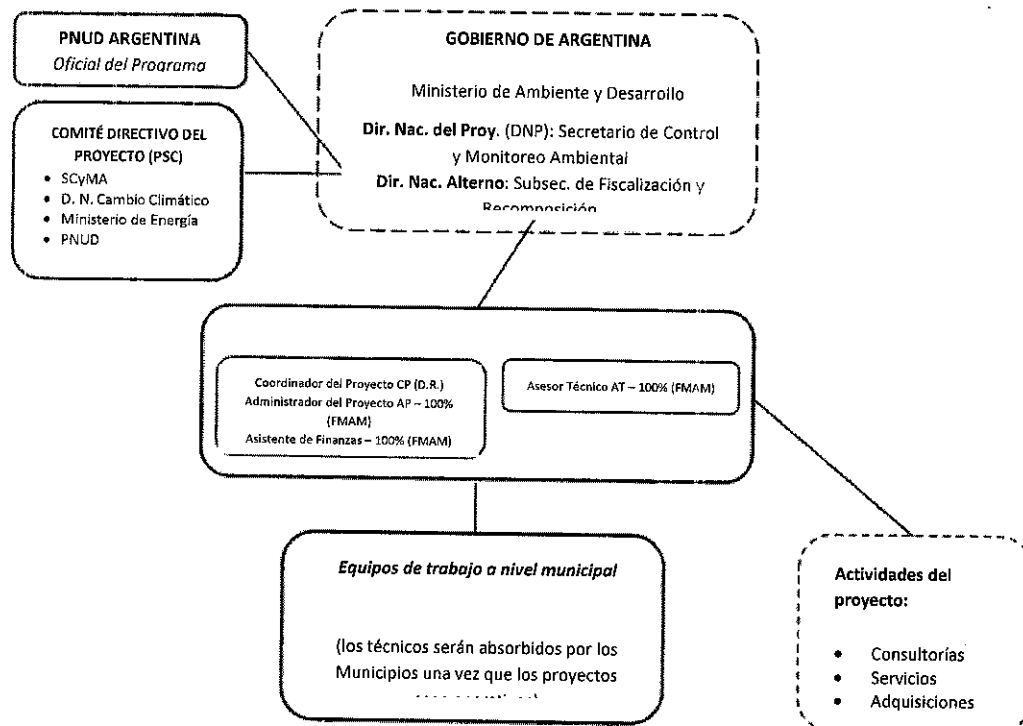 PNUD ARGENTINA
Oficial del Programa
GOBIERNO DE ARGENTINA
Ministerio de Ambiente y Desarrollo
Dir. Nac. del Proy. (DNP): Secretario de Control
y Monitoreo Ambiental
Dir. Nac. Alterno: Subsec. de Fiscalización y
Recomposición
COMITÉ DIRECTIVO DEL
PROYECTO (PSC)
• SCyMA
• D. N. Cambio Climático
• Ministerio de Energía
• PNUD
Coordinador del Proyecto CP (D.R.)
Administrador del Proyecto AP – 100%
(FMAM)
Asistente de Finanzas – 100% (FMAM)
Asesor Técnico AT – 100% (FMAM)
Equipos de trabajo a nivel municipal
(los técnicos serán absorbidos por los
Municipios una vez que los proyectos
Actividades del
proyecto:
• Consultorías
• Servicios
• Adquisiciones